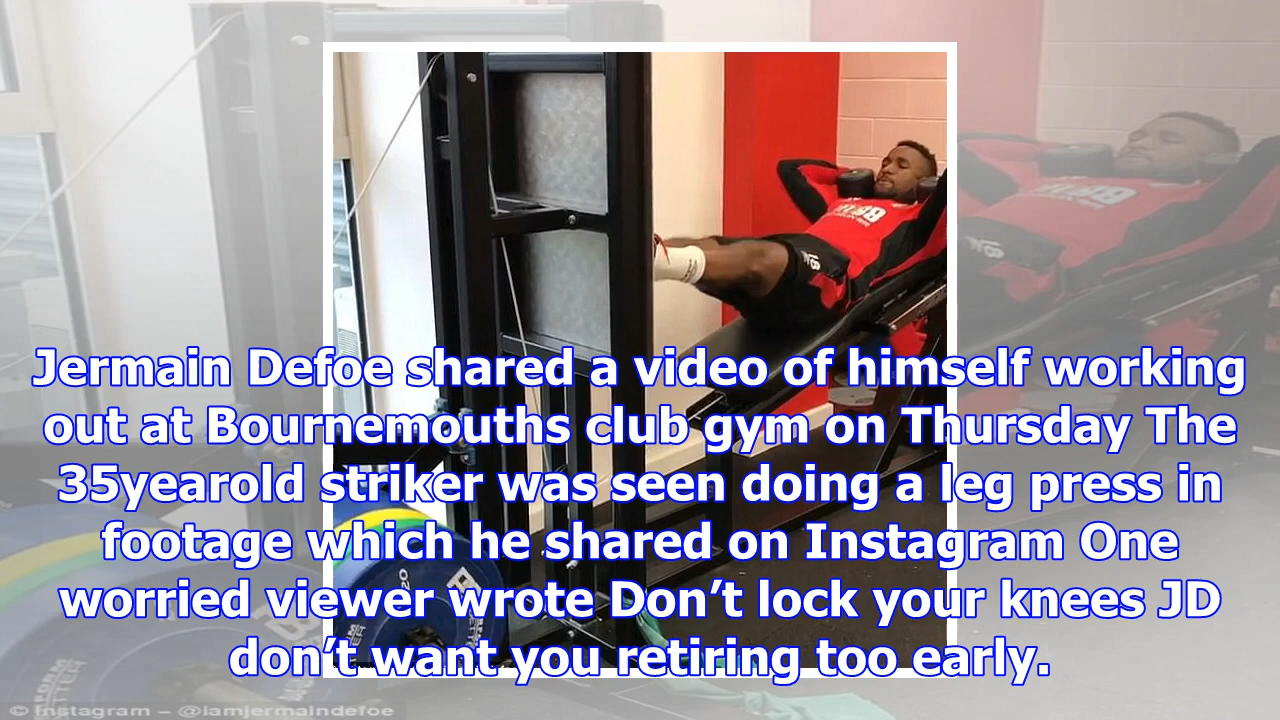 Jermain Defoe shared a video of himself working
out at Bournemouths club gym on Thursday The
35yearold striker was seen doing a leg press in
footage which he shared on Instagram One
worried viewer wrote Don’t lock your knees JD
don’t want you retiring too early.
© Instagram – @iamjermaindefoe
18
20